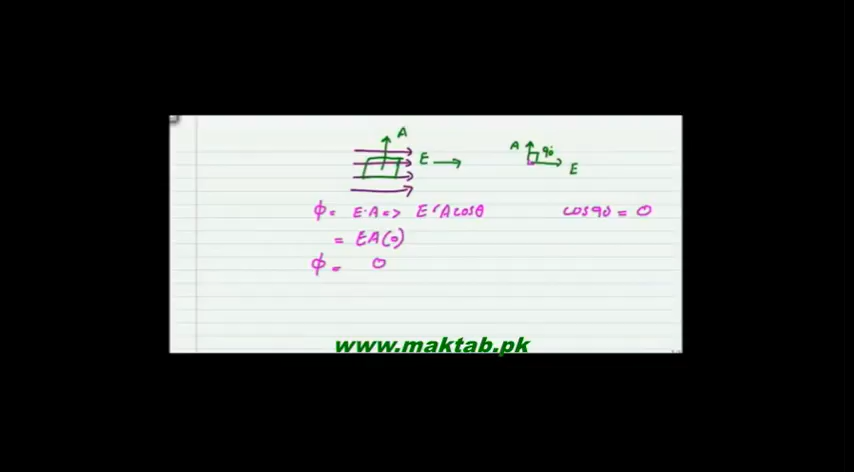 A
E
A 90
E
φ = E·A => E A cosθ cos90 = 0
= EA(0)
φ = 0
www.maktab.pk